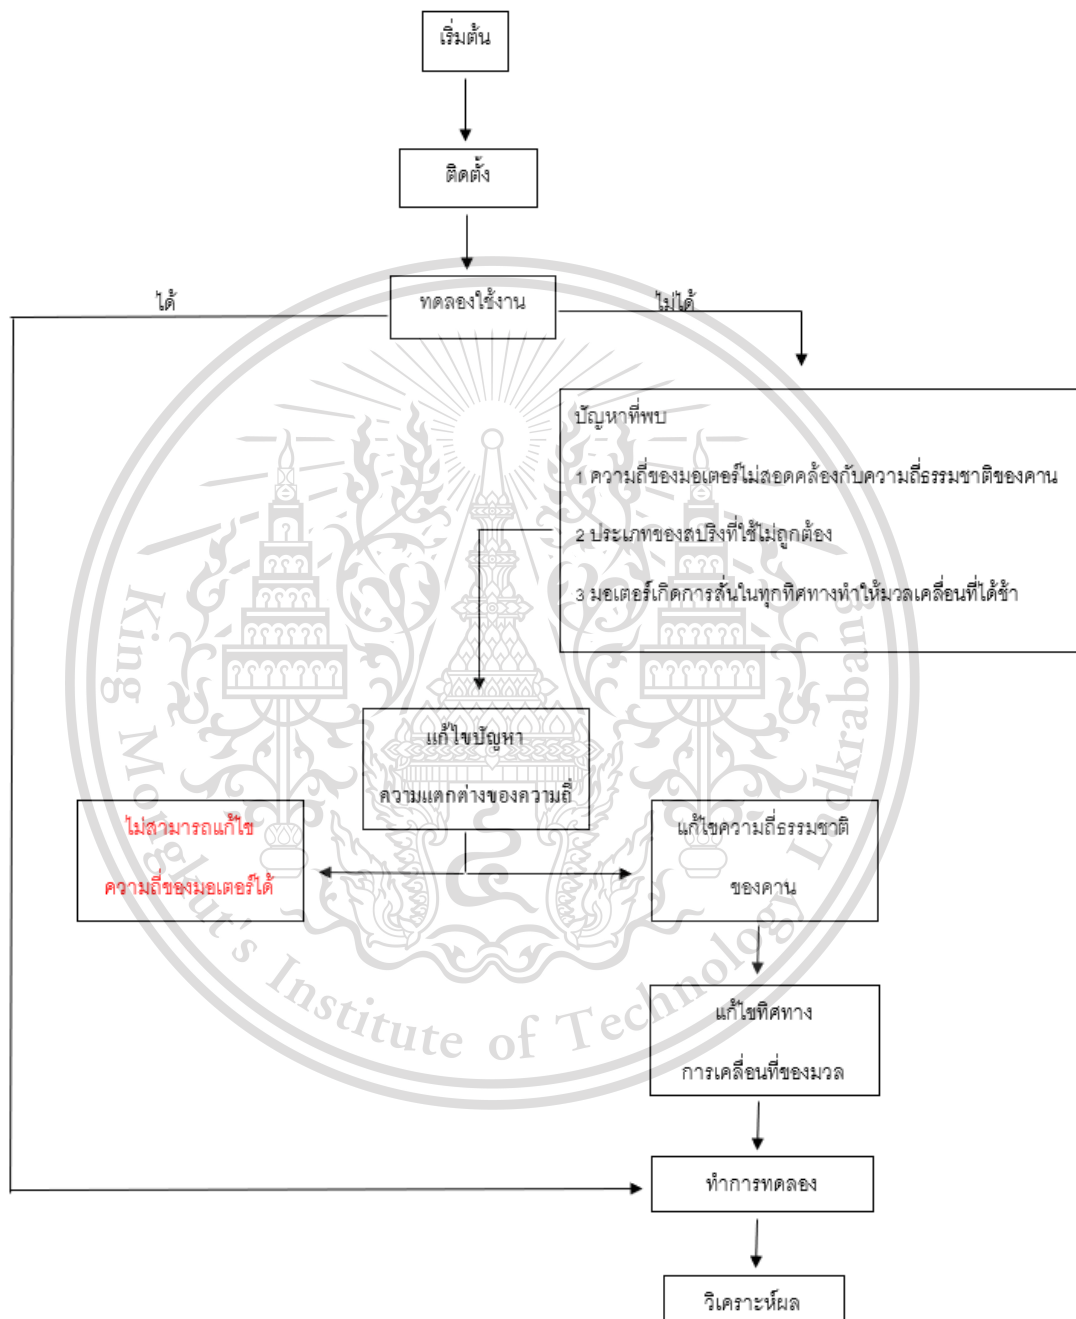 เริ่มต้น
ติดตั้ง
ทดลองใช้งาน
ได้
ไม่ได้
ปัญหาที่พบ
1 ความถี่ของมอเตอร์ไม่สอดคล้องกับความถี่ธรรมชาติของคาน
2 ประเภทของสปริงที่ใช้ไม่ถูกต้อง
3 มอเตอร์เกิดการสั่นในทุกทิศทางทำให้มวลเคลื่อนที่ได้ช้า
แก้ไขปัญหา
ความแตกต่างของความถี่
ไม่สามารถแก้ไข
ความถี่ของมอเตอร์ได้
แก้ไขความถี่ธรรมชาติ
ของคาน
แก้ไขทิศทาง
การเคลื่อนที่ของมวล
ทำการทดลอง
วิเคราะห์ผล
King Mongkut's Institute of Technology Ladkrabang